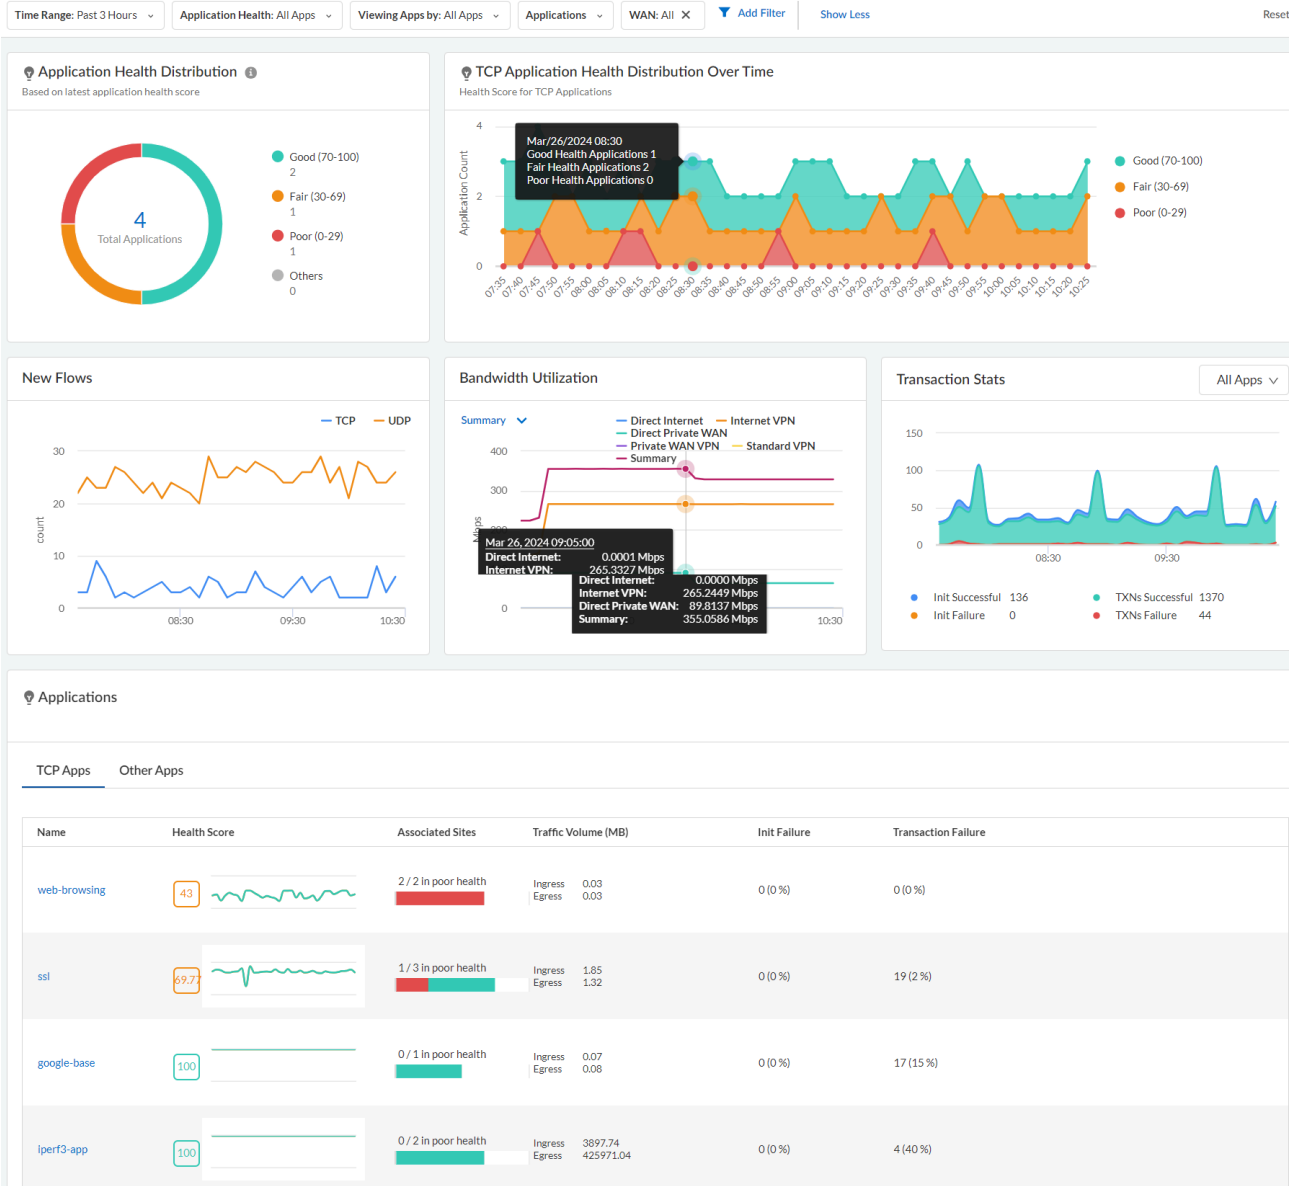 Time Range: Past 3 Hours
Application Health: All Apps
Viewing Apps by: All Apps
Applications
WAN: All ✕
Add Filter
Show Less
Reset
Application Health Distribution
Based on latest application health score
4
Total Applications
Good (70-100)
2
Fair (30-69)
1
Poor (0-29)
1
Others
0
TCP Application Health Distribution Over Time
Health Score for TCP Applications
Application Count
4
2
0
Mar/26/2024 08:30
Good Health Applications 1
Fair Health Applications 2
Poor Health Applications 0
07:35 07:40 07:45 07:50 07:55 08:00 08:05 08:10 08:15 08:20 08:25 08:30 08:35 08:40 08:45 08:50 08:55 09:00 09:05 09:10 09:15 09:20 09:25 09:30 09:35 09:40 09:45 09:50 09:55 10:00 10:05 10:10 10:15 10:20 10:25
Good (70-100)
Fair (30-69)
Poor (0-29)
New Flows
TCP UDP
count
30
20
10
0
08:30 09:30 10:30
Bandwidth Utilization
Summary
Direct Internet Internet VPN
Direct Private WAN
Private WAN VPN Standard VPN
Summary
400
300
0
Mar 26, 2024 09:05:00
Direct Internet: 0.0001 Mbps
Internet VPN: 265.3327 Mbps
Direct Internet: 0.0000 Mbps
Internet VPN: 265.2449 Mbps
Direct Private WAN: 89.8137 Mbps
Summary: 355.0586 Mbps
10:30
Transaction Stats
All Apps
150
100
50
0
08:30 09:30
Init Successful 136
TXNs Successful 1370
Init Failure 0
TXNs Failure 44
Applications
TCP Apps
Other Apps
Name Health Score Associated Sites Traffic Volume (MB) Init Failure Transaction Failure
web-browsing
43
2 / 2 in poor health
Ingress 0.03
Egress 0.03
0 (0 %)
0 (0 %)
ssl
69.77
1 / 3 in poor health
Ingress 1.85
Egress 1.32
0 (0 %)
19 (2 %)
google-base
100
0 / 1 in poor health
Ingress 0.07
Egress 0.08
0 (0 %)
17 (15 %)
iperf3-app
100
0 / 2 in poor health
Ingress 3897.74
Egress 425971.04
0 (0 %)
4 (40 %)